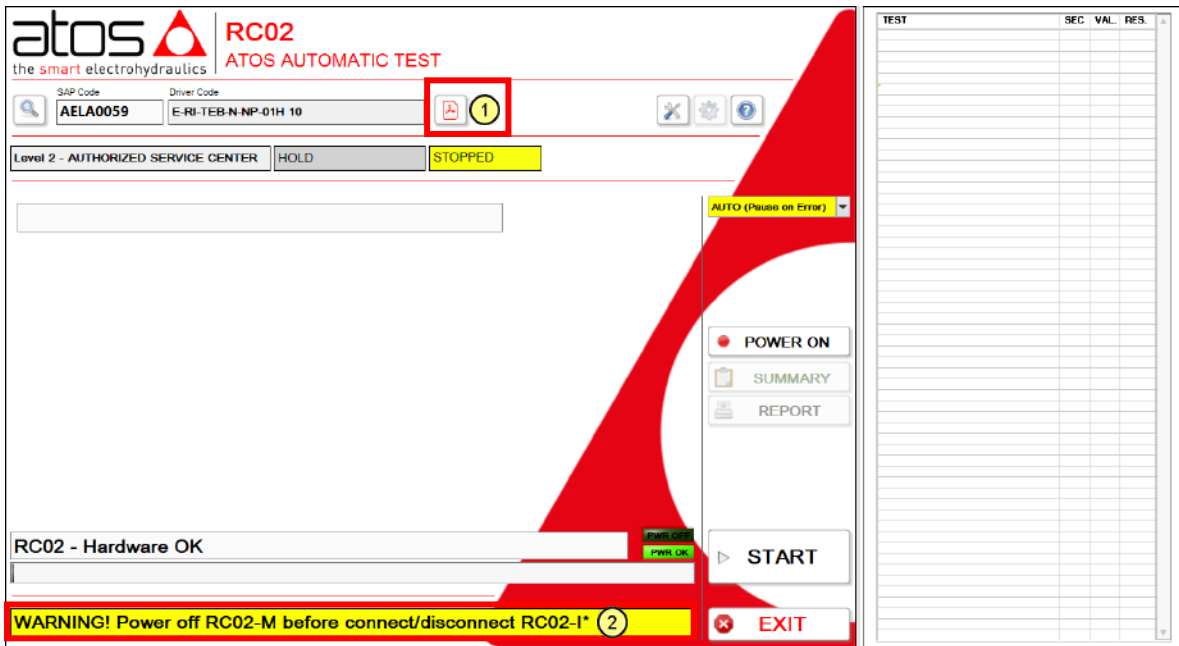 atos
the smart electrohydraulics
RC02
ATOS AUTOMATIC TEST
SAP Code
Driver Code
AELA0059
E-RI-TEB-N-NP-01H 10
1
Level 2 - AUTHORIZED SERVICE CENTER
HOLD
STOPPED
AUTO (Pause on Error)
POWER ON
SUMMARY
REPORT
RC02 - Hardware OK
PWR OFF
PWR OK
START
WARNING! Power off RC02-M before connect/disconnect RC02-I*
2
EXIT
TEST SEC VAL. RES.